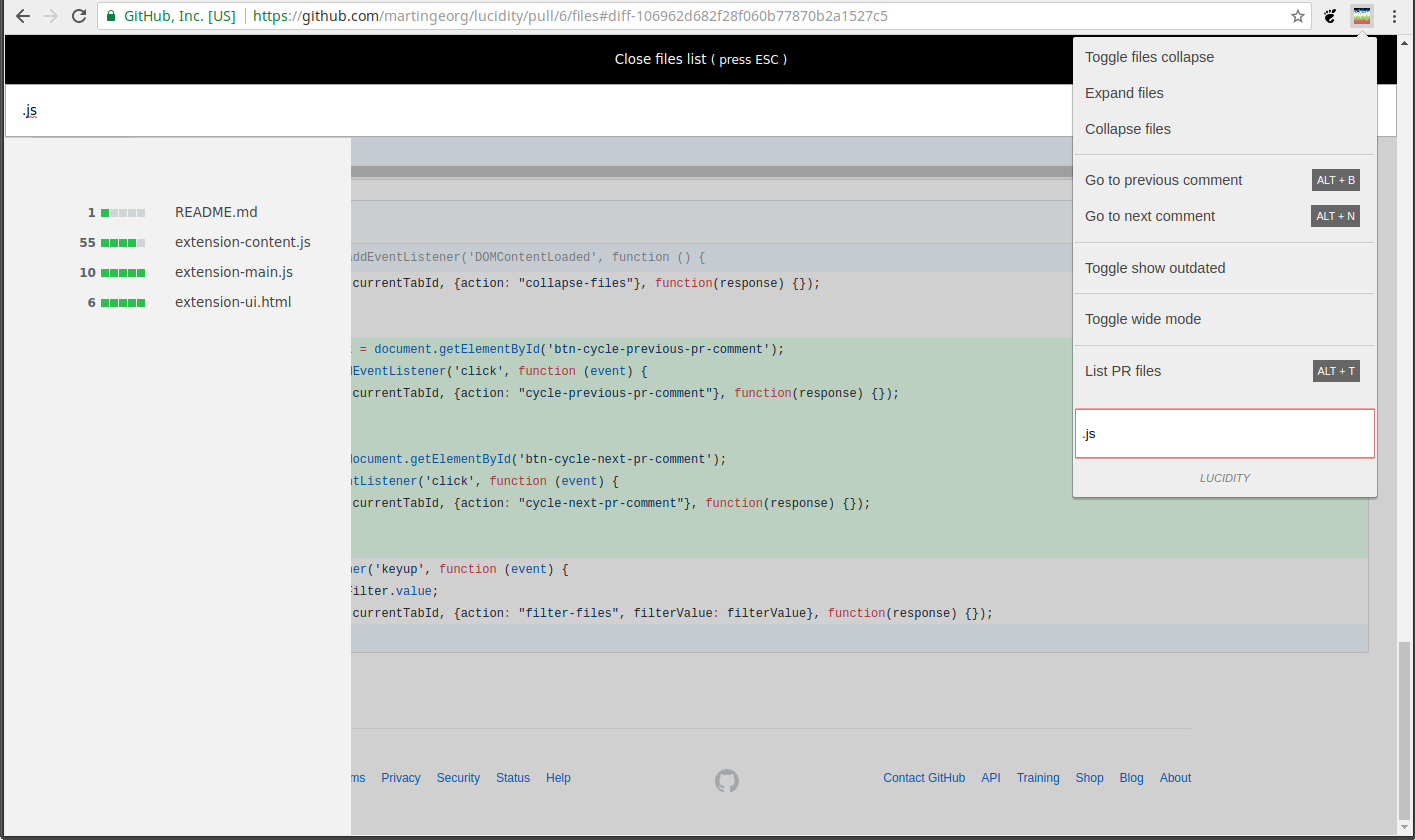 GitHub, Inc. [US] https://github.com/martingeorg/lucidity/pull/6/files#diff-106962d682f28f060b77870b2a1527c5
Close files list ( press ESC )
.js
1 README.md
55 extension-content.js
10 extension-main.js
6 extension-ui.html
addEventListener('DOMContentLoaded', function () {
currentTabId, {action: "collapse-files"}, function(response) {});
= document.getElementById('btn-cycle-previous-pr-comment');
dEventListener('click', function (event) {
currentTabId, {action: "cycle-previous-pr-comment"}, function(response) {});
document.getElementById('btn-cycle-next-pr-comment');
ntListener('click', function (event) {
currentTabId, {action: "cycle-next-pr-comment"}, function(response) {});
ner('keyup', function (event) {
Filter.value;
currentTabId, {action: "filter-files", filterValue: filterValue}, function(response) {});
ms Privacy Security Status Help
Contact GitHub API Training Shop Blog About
Toggle files collapse
Expand files
Collapse files
Go to previous comment ALT + B
Go to next comment ALT + N
Toggle show outdated
Toggle wide mode
List PR files ALT + T
.js
LUCIDITY